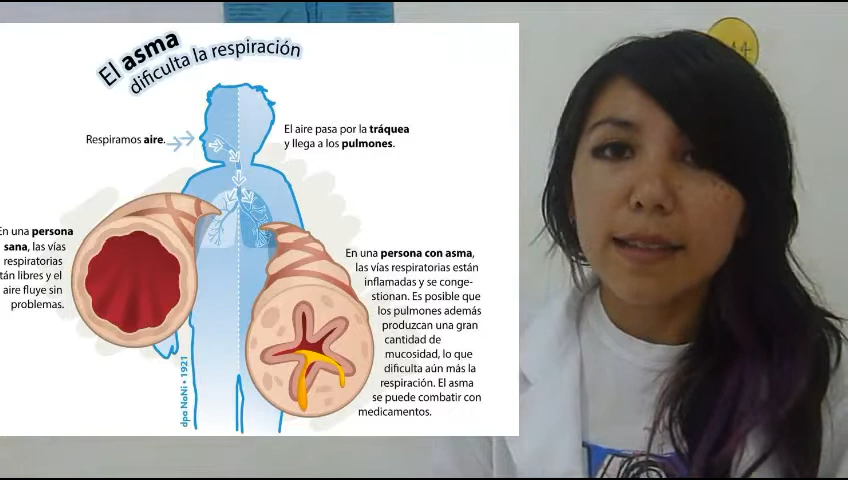 El asma
dificulta la respiración
Respiramos aire.
El aire pasa por la tráquea
y llega a los pulmones.
En una persona
sana, las vías
respiratorias
tán libres y el
aire fluye sin
problemas.
En una persona con asma,
las vías respiratorias están
inflamadas y se conge-
stionan. Es posible que
los pulmones además
produzcan una gran
cantidad de
mucosidad, lo que
dificulta aún más la
respiración. El asma
se puede combatir con
medicamentos.
dpa NoNi • 1921